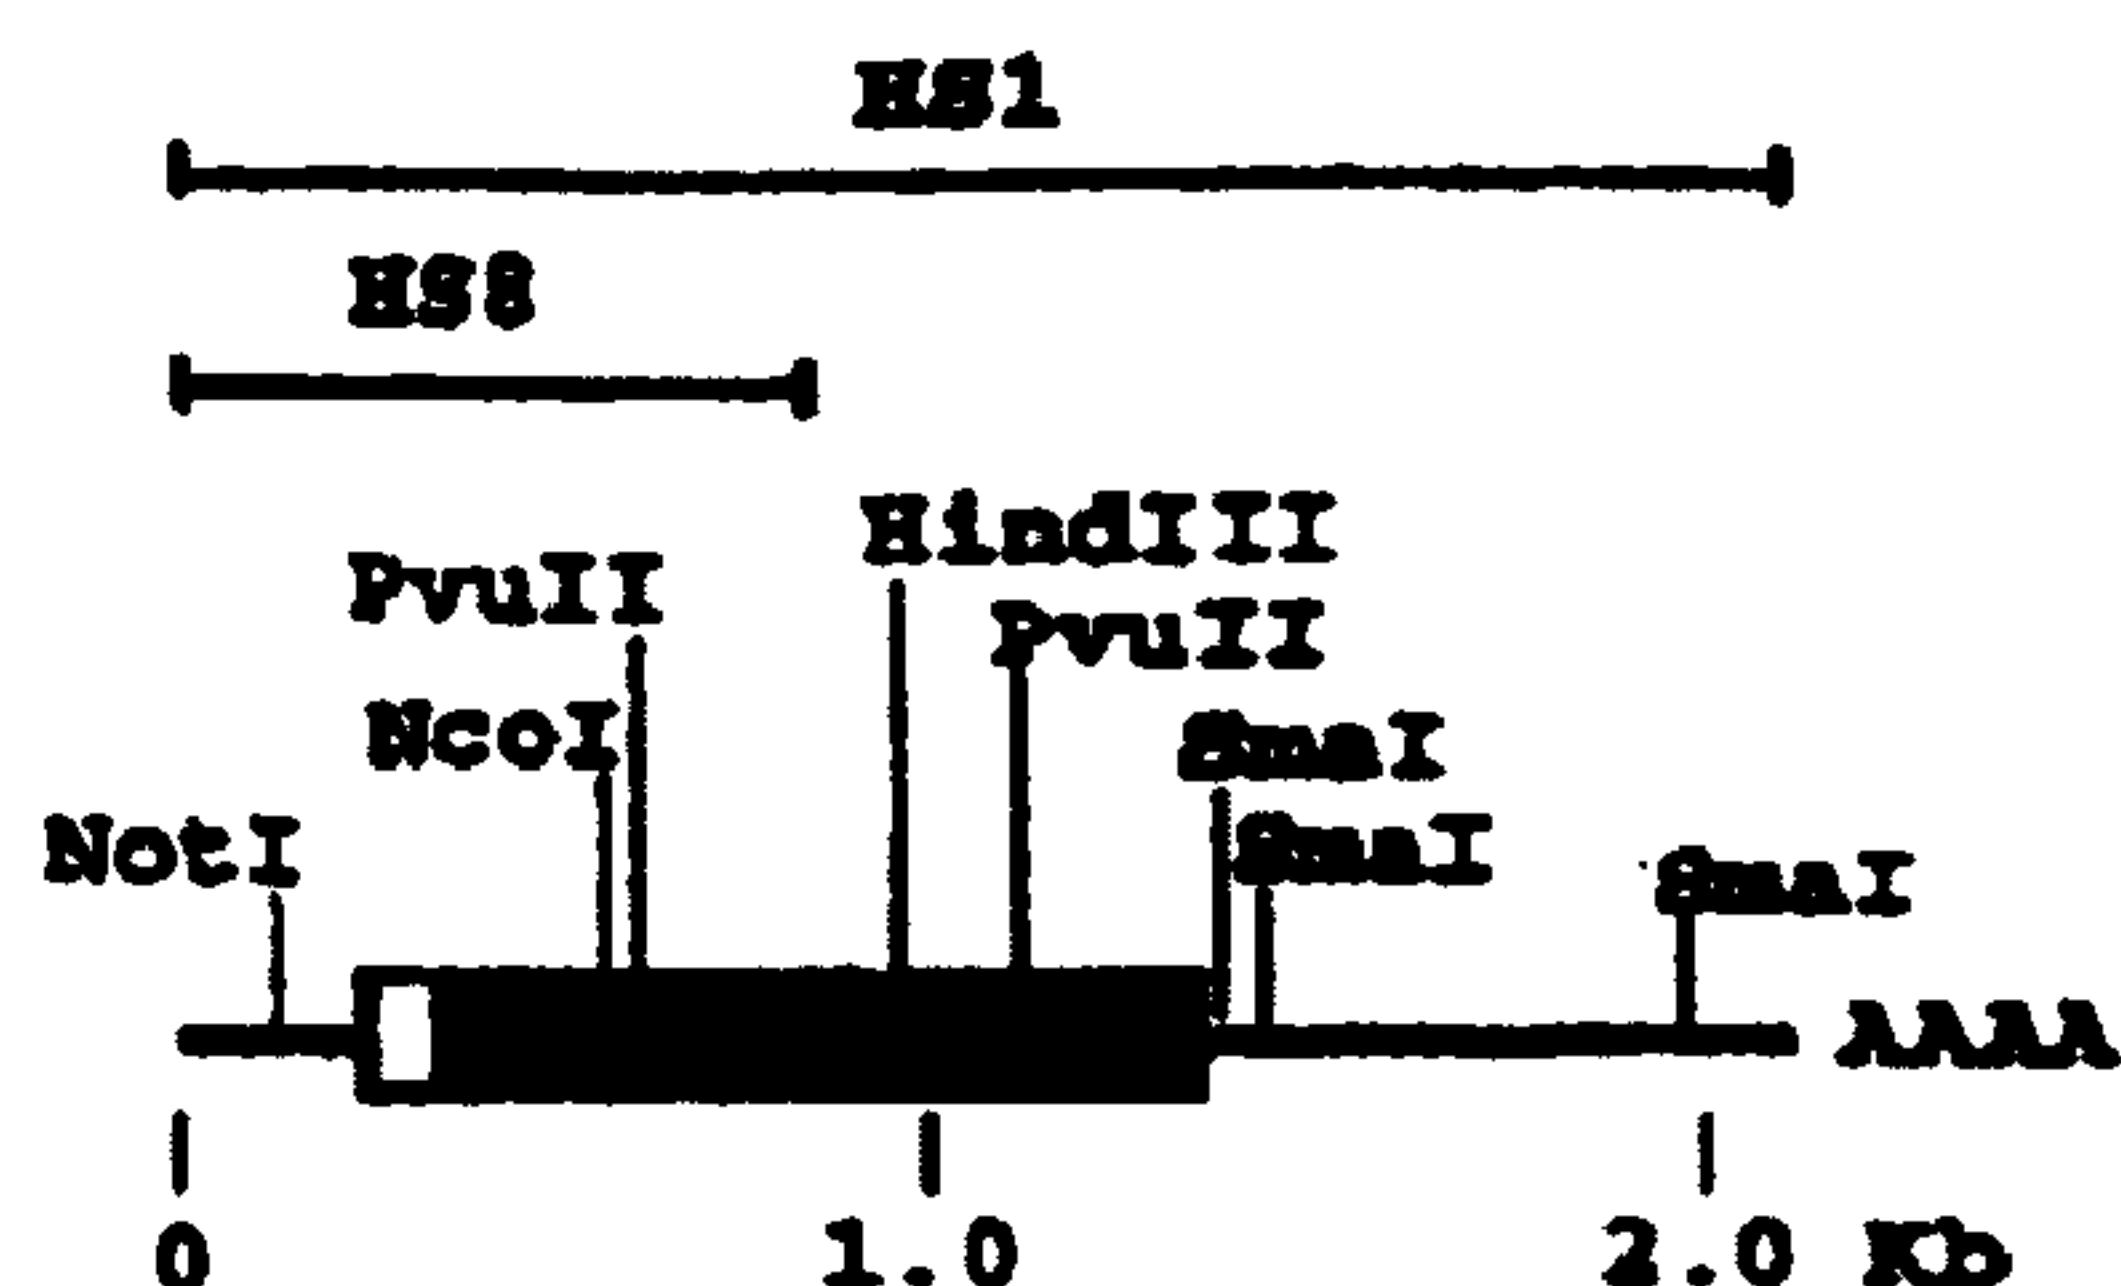 HS1
HS8
HindIII
PvuII
PvuII
NcoI
SmaI
NotI
SmaI
SmaI
AAAA
0 1.0 2.0 Kb